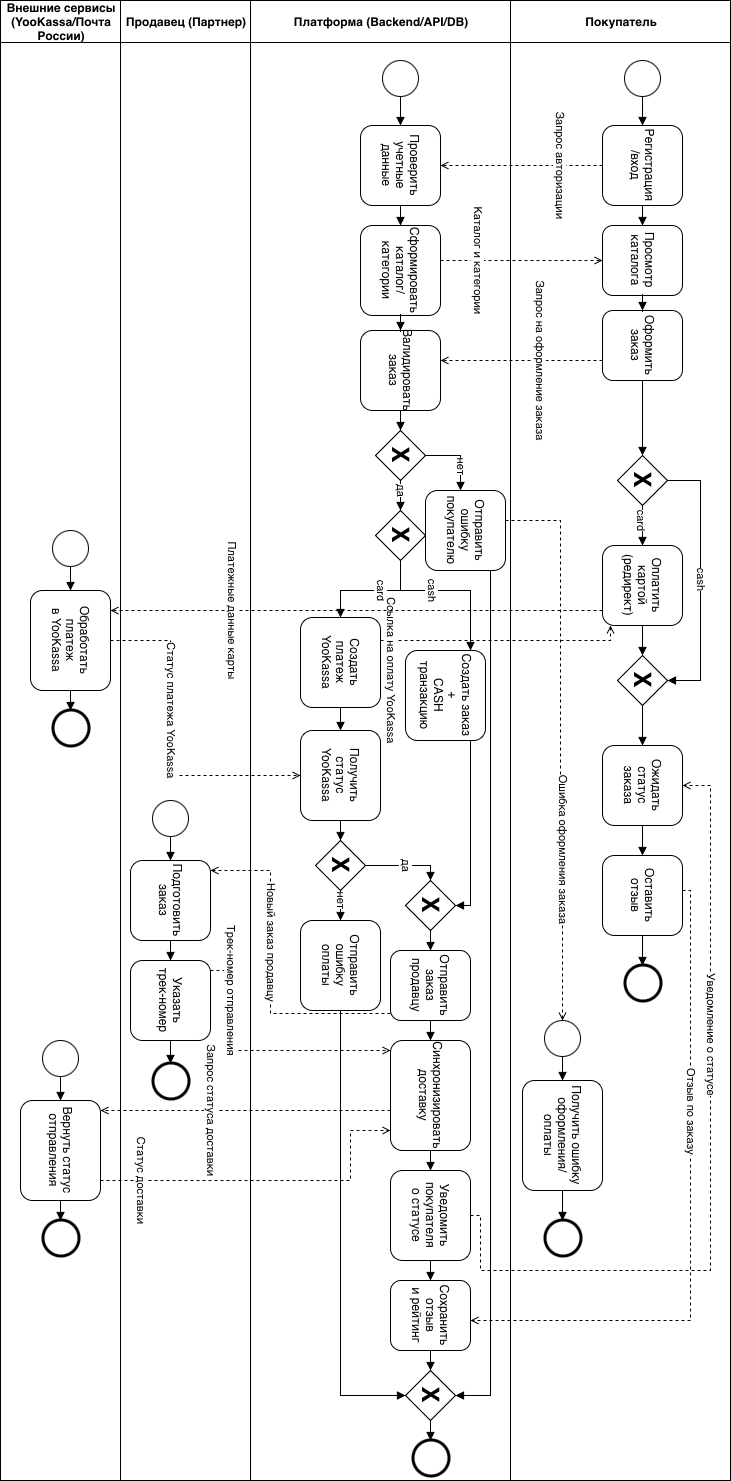 Внешние сервисы
(YooKassa/Почта
России)
Продавец (Партнер)
Платформа (Backend/API/DB)
Покупатель
Регистрация
/вход
Запрос авторизации
Проверить
учетные
данные
Просмотр
каталога
Каталог и категории
Сформировать
каталог/
категории
Оформить
заказ
Запрос на оформление заказа
Валидировать
заказ
X
нет
да
X
Отправить
ошибку
покупателю
X
card
cash
Оплатить
картой
(редирект)
X
Платежные данные карты
Обработать
платеж
в YooKassa
card
cash
Создать
платеж
YooKassa
Ссылка на оплату YooKassa
Создать заказ
+
CASH
транзакцию
Статус платежа YooKassa
Получить
статус
YooKassa
Ожидать
статус
заказа
Ошибка оформления заказа
X
да
нет
X
Оставить
отзыв
Подготовить
заказ
Новый заказ продавцу
Отправить
ошибку
оплаты
Отправить
заказ
продавцу
Указать
трек-номер
Трек-номер отправления
Синхронизировать
доставку
Уведомление о статусе
Отзыв по заказу
Запрос статуса доставки
Вернуть статус
отправления
Статус доставки
Получить ошибку
оформления/
оплаты
Уведомить
покупателя
о статусе
Сохранить
отзыв
и рейтинг
X